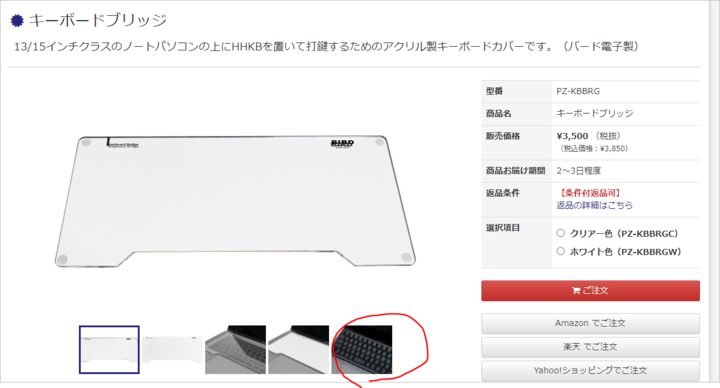 キーボードブリッジ
13/15インチクラスのノートパソコンの上にHHKBを置いて打鍵するためのアクリル製キーボードカバーです。（バード電子製）
Keyboard Bridge
BIRD
型番 PZ-KBBRG
商品名 キーボードブリッジ
販売価格 ¥3,500 （税抜）
（税込価格：¥3,850）
商品お届け期間 2～3日程度
返品条件 【条件付返品可】
返品の詳細はこちら
選択項目 クリアー色（PZ-KBBRGC）
ホワイト色（PZ-KBBRGW）
ご注文
Amazon でご注文
楽天 でご注文
Yahoo!ショッピングでご注文